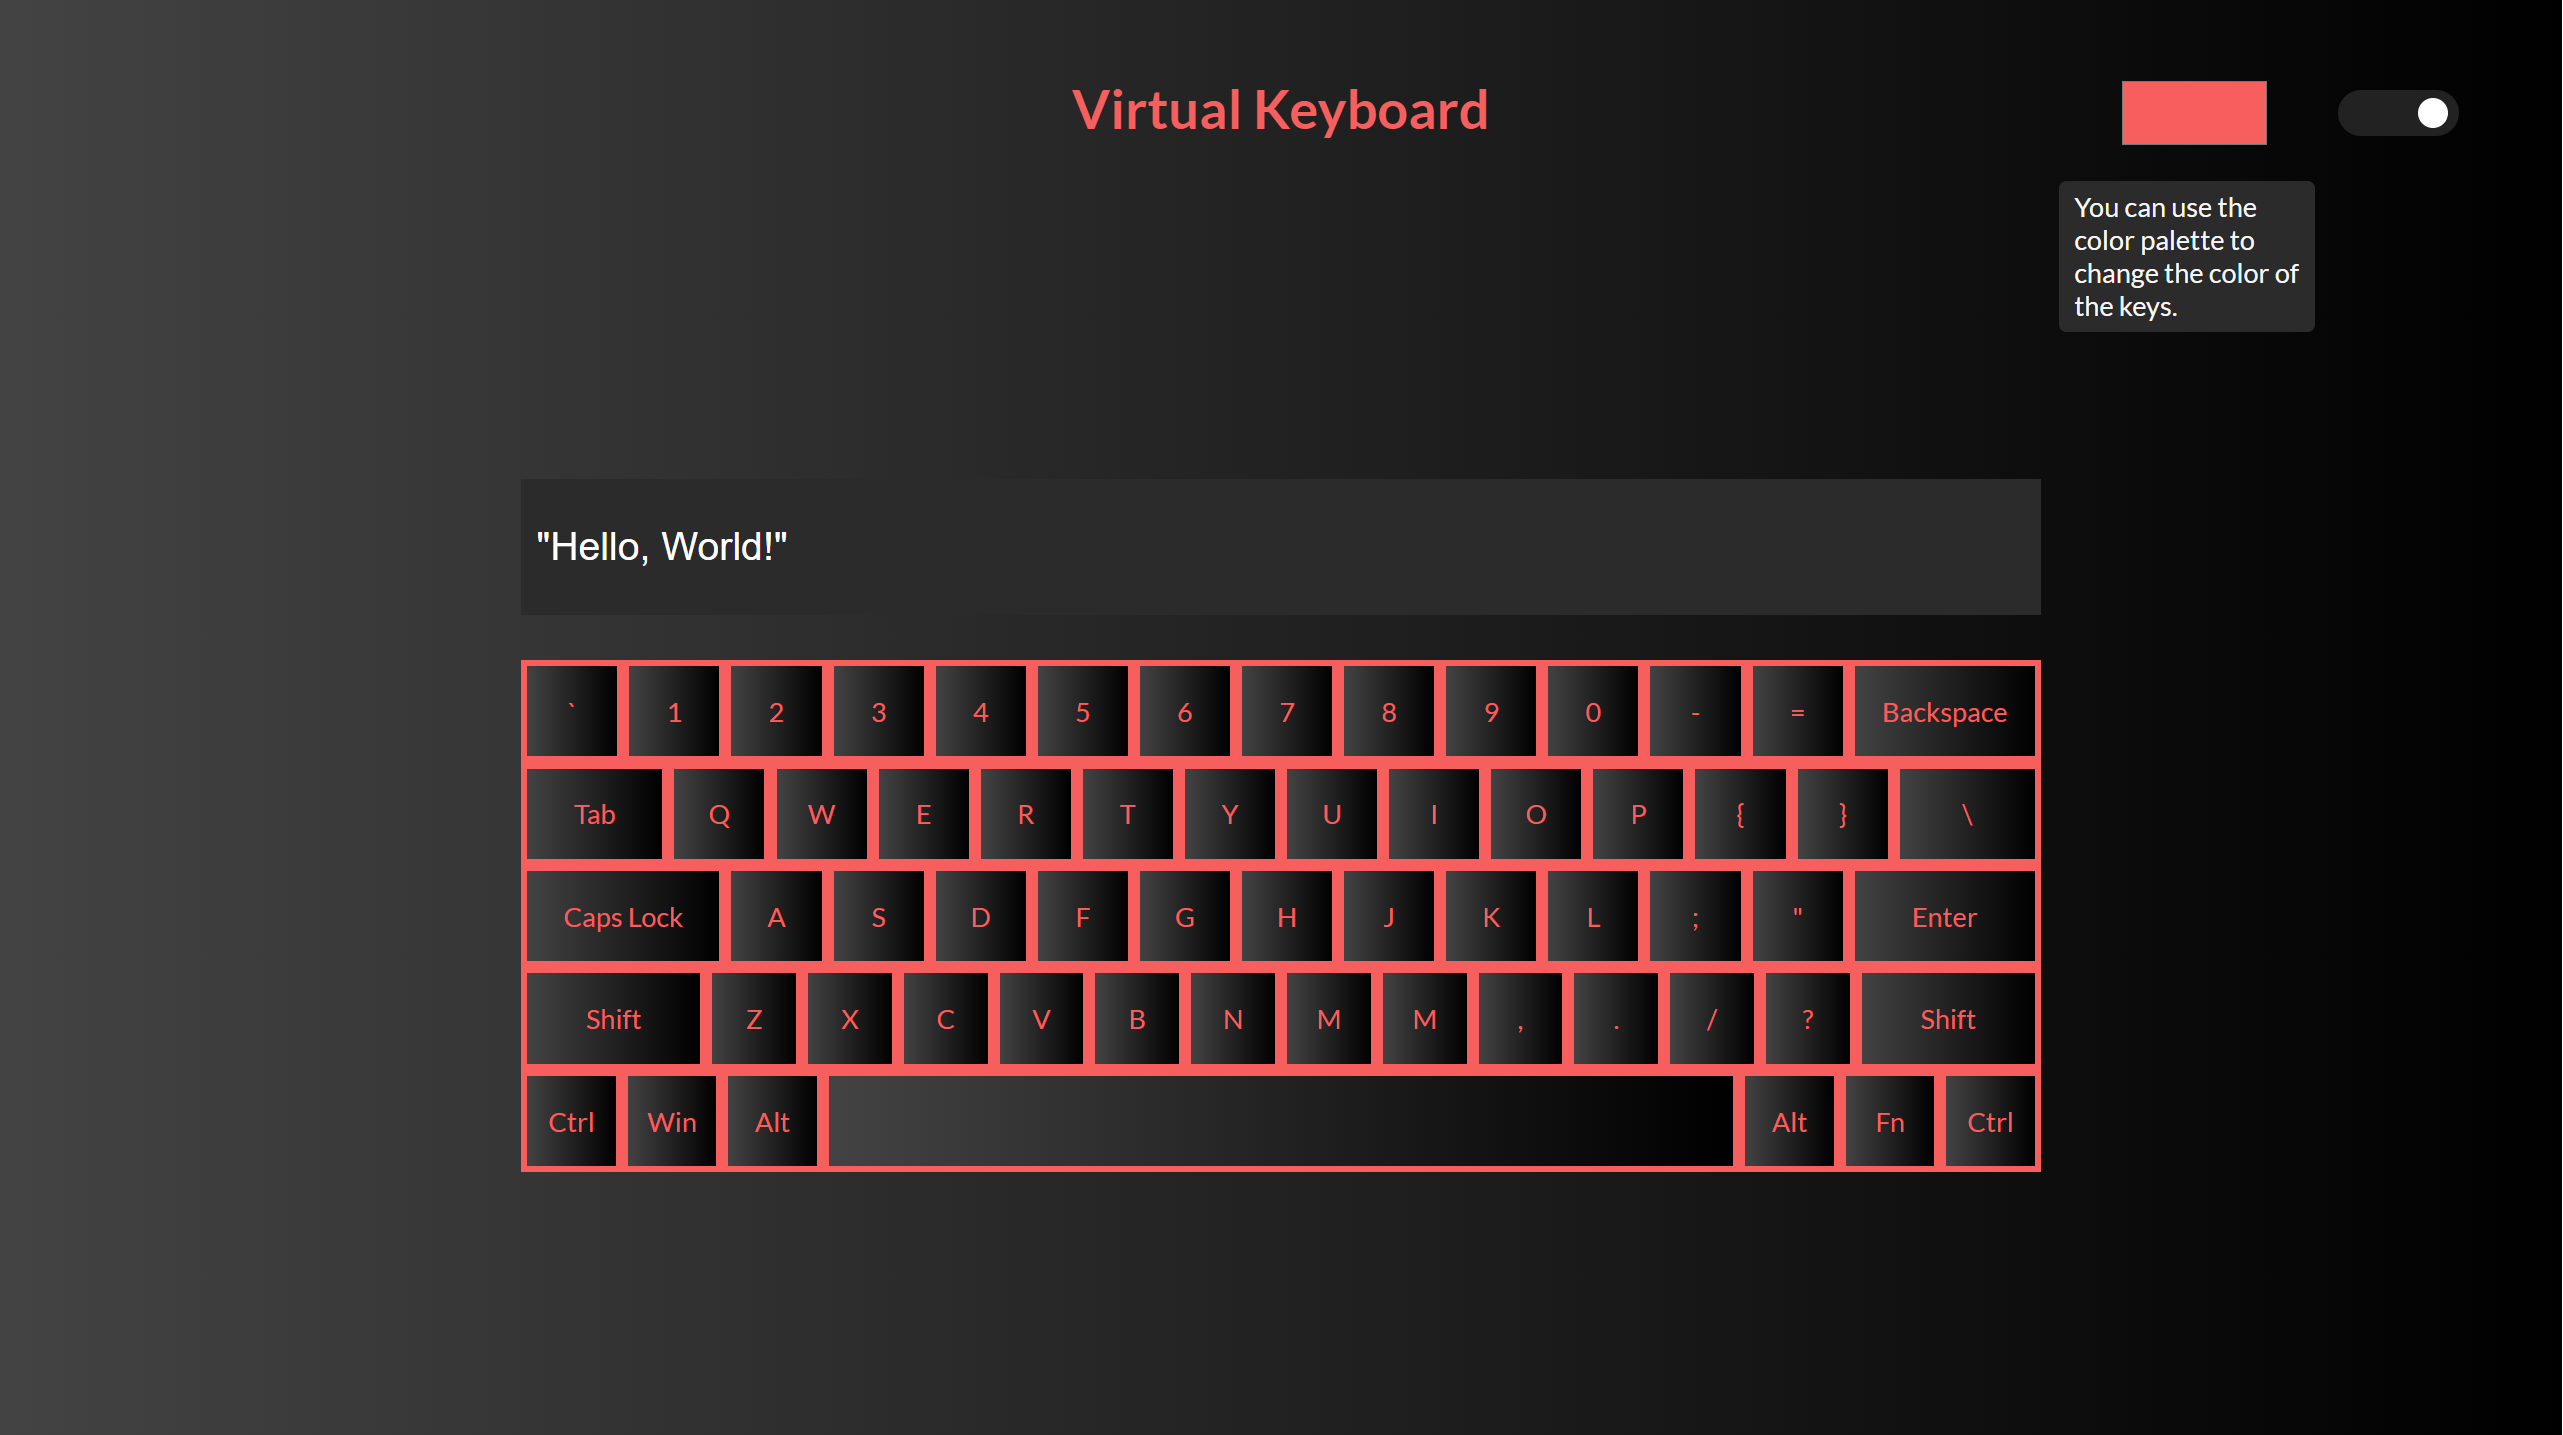 Virtual Keyboard
You can use the
color palette to
change the color of
the keys.
"Hello, World!"
` 1 2 3 4 5 6 7 8 9 0 - = Backspace
Tab Q W E R T Y U I O P { } \
Caps Lock A S D F G H J K L ; " Enter
Shift Z X C V B N M M , . / ? Shift
Ctrl Win Alt Alt Fn Ctrl